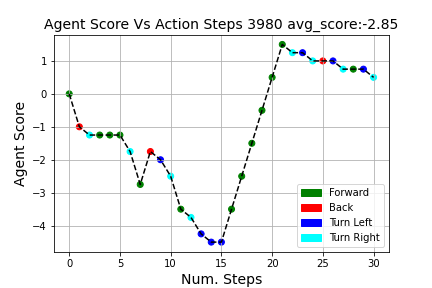 Agent Score Vs Action Steps 3980 avg_score:-2.85
Agent Score
1
0
−1
−2
−3
−4
0 5 10 15 20 25 30
Num. Steps
Forward
Back
Turn Left
Turn Right